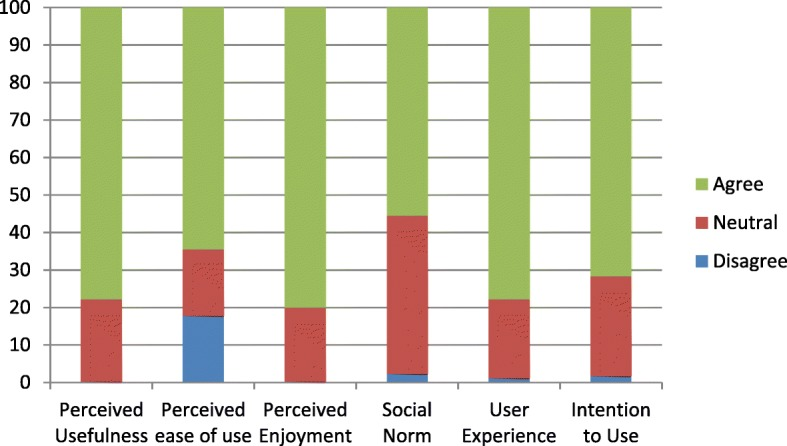 100
90
80
70
60
50
40
30
20
10
0
Agree
Neutral
Disagree
Perceived Perceived Perceived Social User Intention
Usefulness ease of use Enjoyment Norm Experience to Use